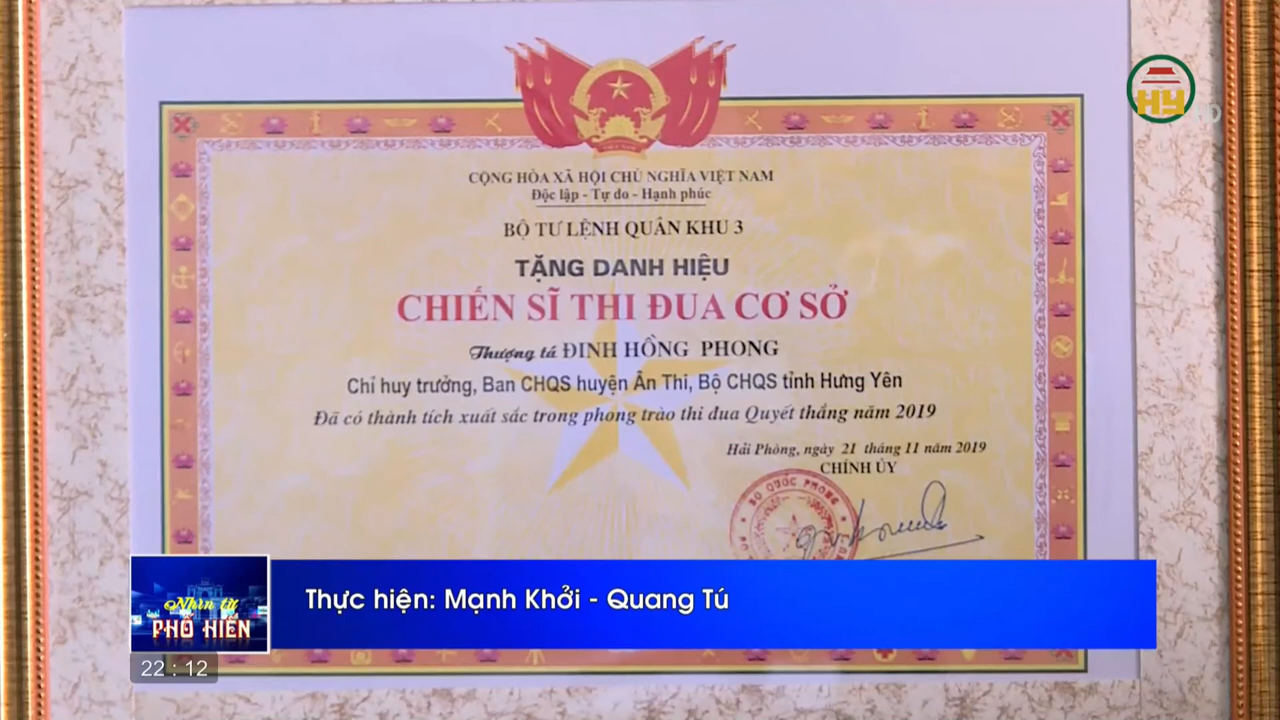 CỘNG HÒA XÃ HỘI CHỦ NGHĨA VIỆT NAM
Độc lập - Tự do - Hạnh phúc
BỘ TƯ LỆNH QUÂN KHU 3
TẶNG DANH HIỆU
CHIẾN SĨ THI ĐUA CƠ SỞ
Thượng tá ĐINH HỒNG PHONG
Chỉ huy trưởng, Ban CHQS huyện Ân Thi, Bộ CHQS tỉnh Hưng Yên
Đã có thành tích xuất sắc trong phong trào thi đua Quyết thắng năm 2019
Hải Phòng, ngày 21 tháng 11 năm 2019
CHÍNH ỦY
BỘ QUỐC PHÒNG
HY
Nhìn từ
PHỐ HIẾN
Thực hiện: Mạnh Khởi - Quang Tú
22 : 12